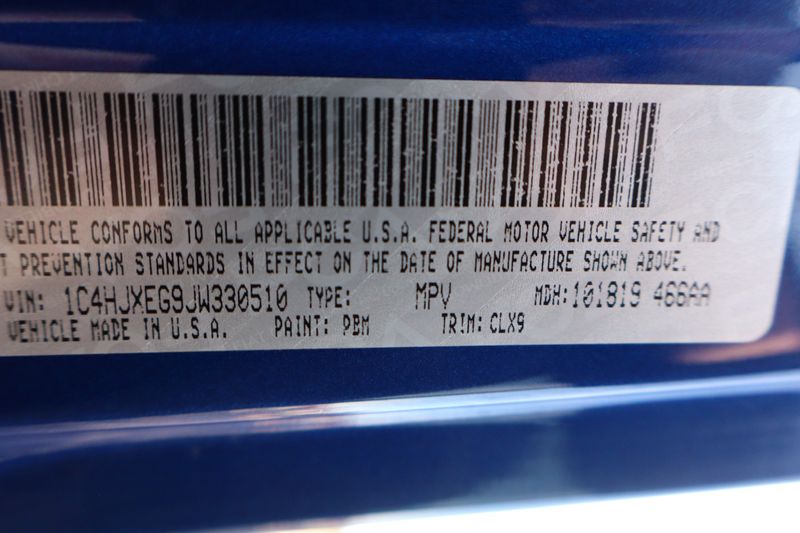 VEHICLE CONFORMS TO ALL APPLICABLE U.S.A. FEDERAL MOTOR VEHICLE SAFETY AND
T PREVENTION STANDARDS IN EFFECT ON THE DATE OF MANUFACTURE SHOWN ABOVE.
VIN: 1C4HJXEG9JW330510 TYPE: MPV MDH:101819 466AA
VEHICLE MADE IN U.S.A. PAINT: PBM TRIM: CLX9